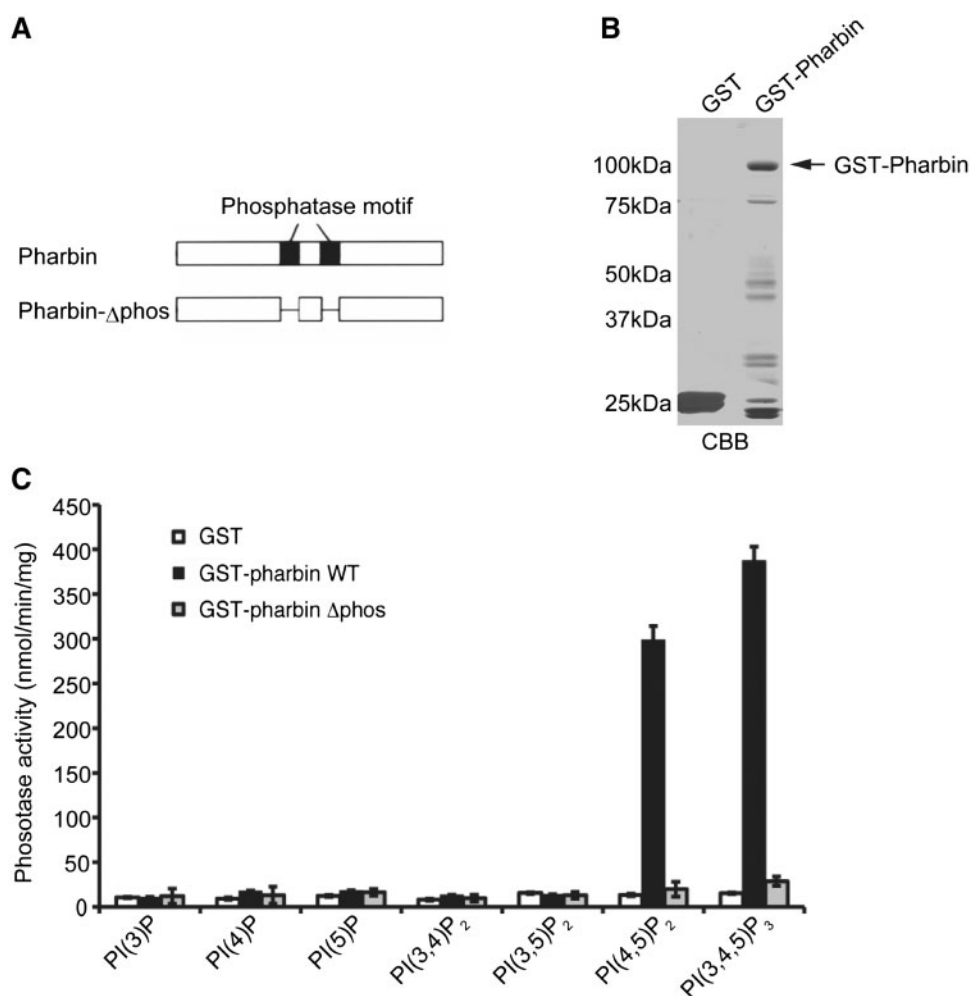 A
Phosphatase motif
Pharbin
Pharbin-Δphos
B
GST
GST-Pharbin
100kDa
GST-Pharbin
75kDa
50kDa
37kDa
25kDa
CBB
C
Phosotase activity (nmol/min/mg)
450
400
350
300
250
200
150
100
50
0
GST
GST-pharbin WT
GST-pharbin Δphos
PI(3)P
PI(4)P
PI(5)P
PI(3,4)P₂
PI(3,5)P₂
PI(4,5)P₂
PI(3,4,5)P₃